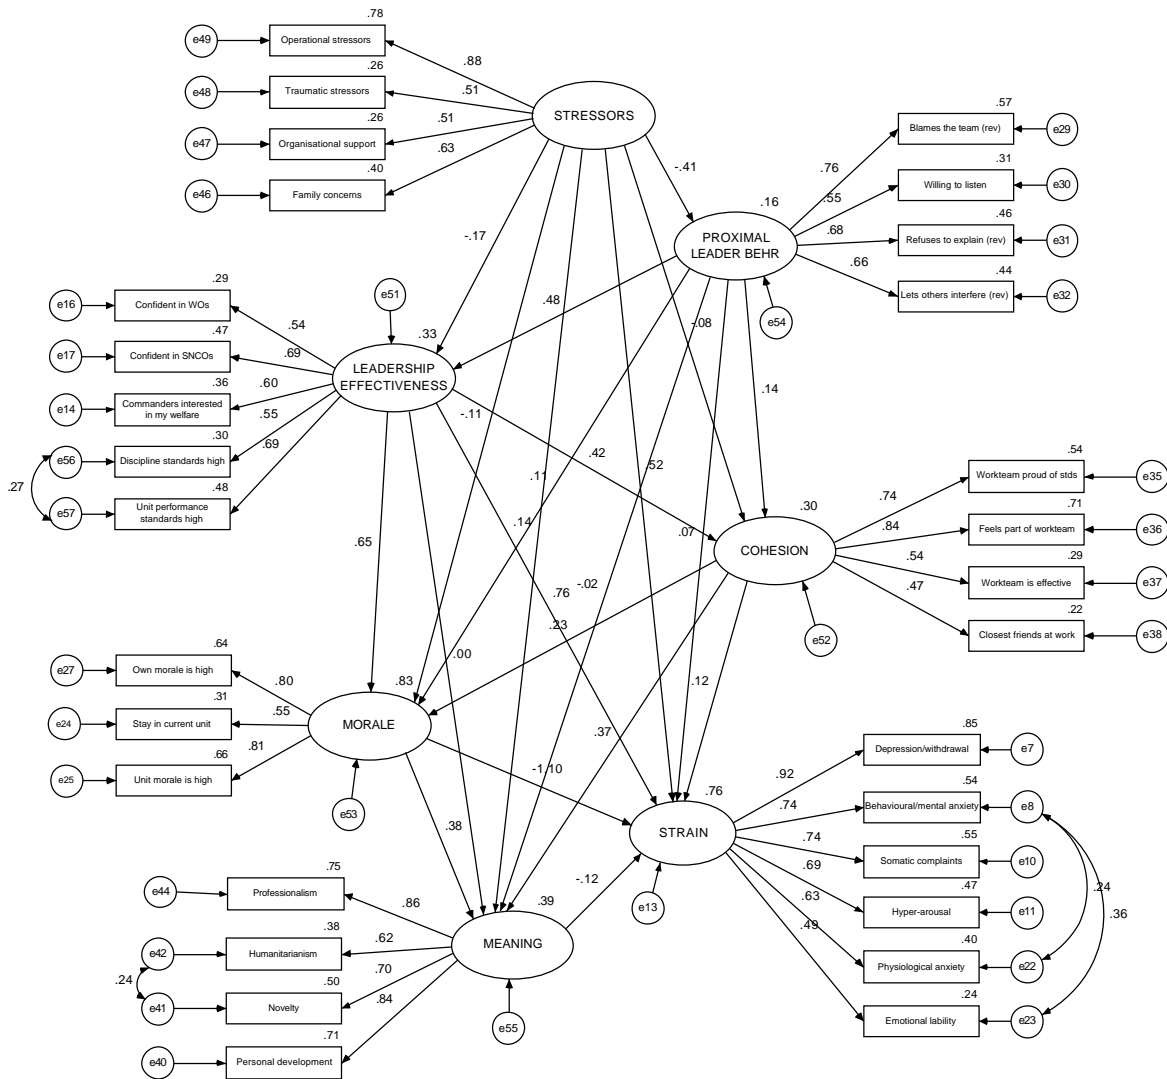 .78
e49
Operational stressors
.88
.26
e48
Traumatic stressors
.51
STRESSORS
.26
e47
Organisational support
.51
.63
.40
e46
Family concerns
.57
Blames the team (rev)
e29
.76
.31
Willing to listen
e30
.55
.46
Refuses to explain (rev)
e31
.68
.44
Lets others interfere (rev)
e32
.66
-.41
.16
PROXIMAL
LEADER BEHR
e54
-.17
.48
-.08
.14
.29
e16
Confident in WOs
.54
.47
e17
Confident in SNCOs
.69
.36
e14
Commanders interested
in my welfare
.60
.30
e56
Discipline standards high
.55
.27
.48
e57
Unit performance
standards high
.69
e51
.33
LEADERSHIP
EFFECTIVENESS
-.11
.11
.42
.52
.14
.65
.76
-.02
.07
.23
.00
.12
.37
.30
COHESION
e52
.54
Workteam proud of stds
e35
.74
.71
Feels part of workteam
e36
.84
.29
Workteam is effective
e37
.54
.22
Closest friends at work
e38
.47
.64
e27
Own morale is high
.80
.31
e24
Stay in current unit
.55
.66
e25
Unit morale is high
.81
.83
MORALE
e53
-1.10
.38
.76
STRAIN
e13
-.12
.85
Depression/withdrawal
e7
.92
.54
Behavioural/mental anxiety
e8
.74
.55
Somatic complaints
e10
.74
.47
Hyper-arousal
e11
.69
.40
Physiological anxiety
e22
.63
.24
Emotional lability
e23
.49
.24
.36
.75
e44
Professionalism
.86
.38
e42
Humanitarianism
.62
.24
.50
e41
Novelty
.70
.71
e40
Personal development
.84
.39
MEANING
e55